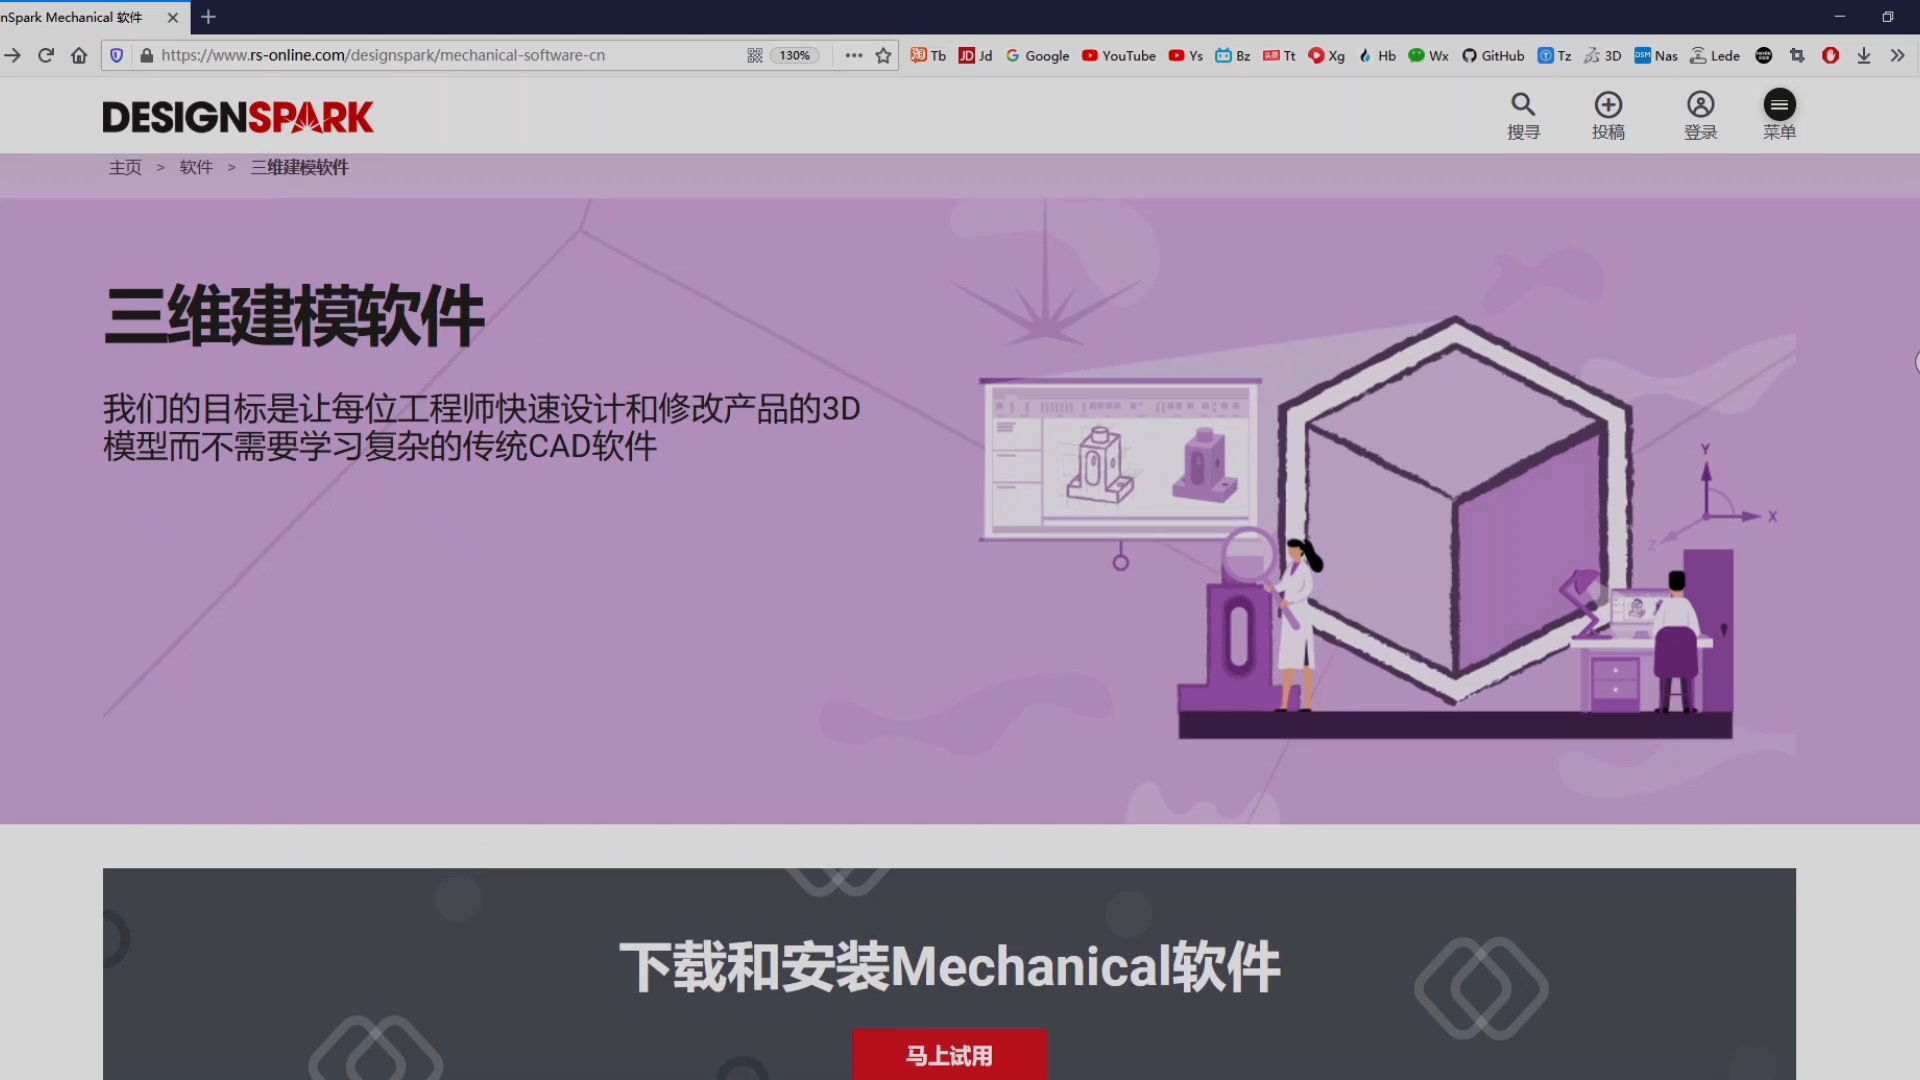 nSpark Mechanical 软件
https://www.rs-online.com/designspark/mechanical-software-cn
130%
Tb
Jd
Google
YouTube
Ys
Bz
Tt
Xg
Hb
Wx
GitHub
Tz
3D
Nas
Lede
DESIGNSPARK
搜寻
投稿
登录
菜单
主页 > 软件 > 三维建模软件
三维建模软件
我们的目标是让每位工程师快速设计和修改产品的3D
模型而不需要学习复杂的传统CAD软件
Y
X
Z
下载和安装Mechanical软件
马上试用